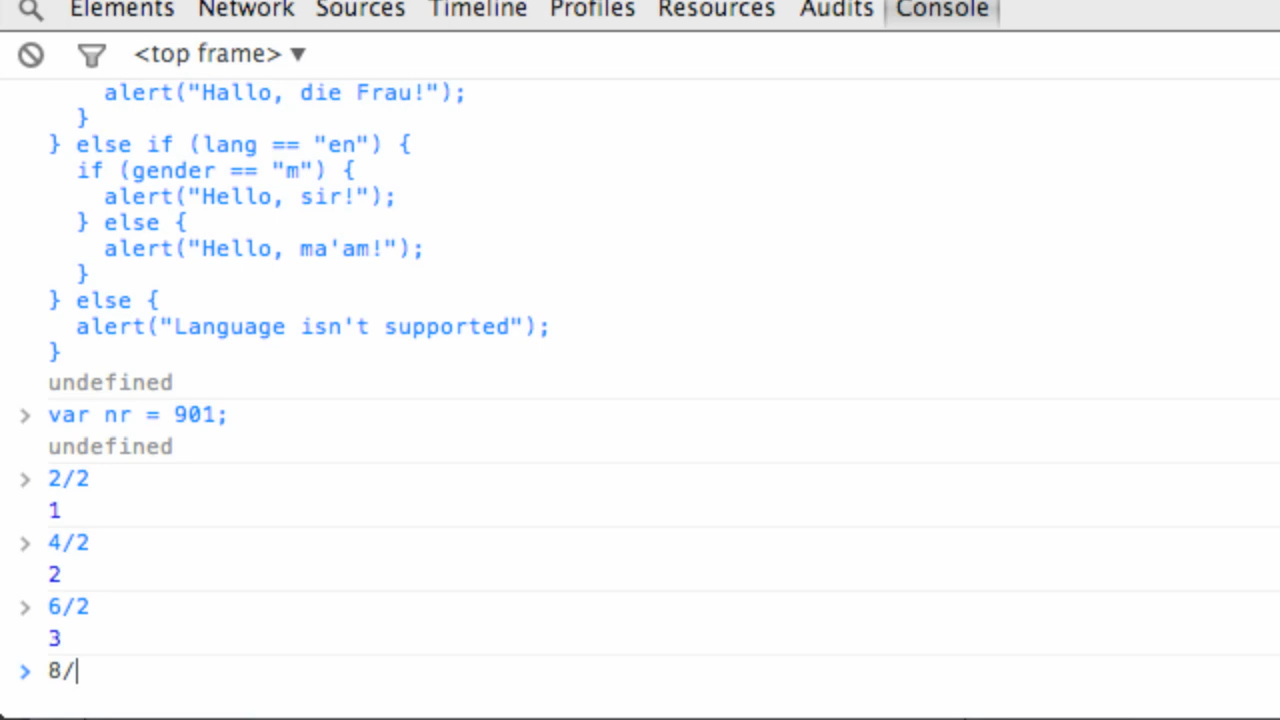 Elements Network Sources Timeline Profiles Resources Audits Console
<top frame> ▼
alert("Hallo, die Frau!");
}
} else if (lang == "en") {
if (gender == "m") {
alert("Hello, sir!");
} else {
alert("Hello, ma'am!");
}
} else {
alert("Language isn't supported");
}
undefined
> var nr = 901;
undefined
> 2/2
1
> 4/2
2
> 6/2
3
> 8/